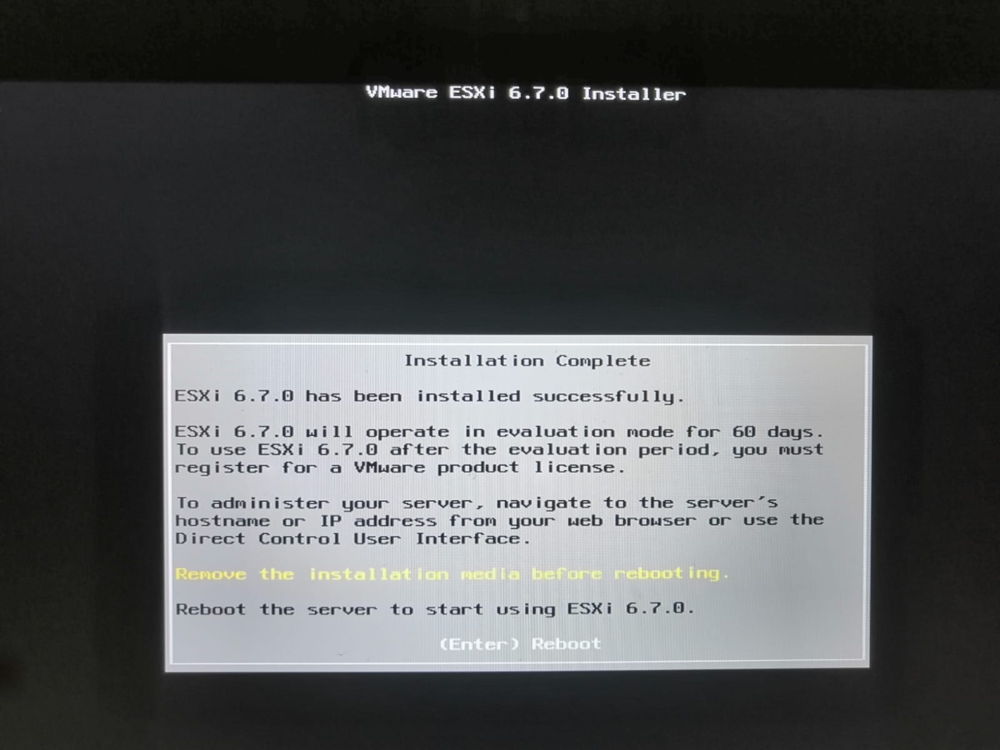 VMware ESXi 6.7.0 Installer
Installation Complete
ESXi 6.7.0 has been installed successfully.
ESXi 6.7.0 will operate in evaluation mode for 60 days.
To use ESXi 6.7.0 after the evaluation period, you must
register for a VMware product license.
To administer your server, navigate to the server's
hostname or IP address from your web browser or use the
Direct Control User Interface.
Remove the installation media before rebooting.
Reboot the server to start using ESXi 6.7.0.
(Enter) Reboot